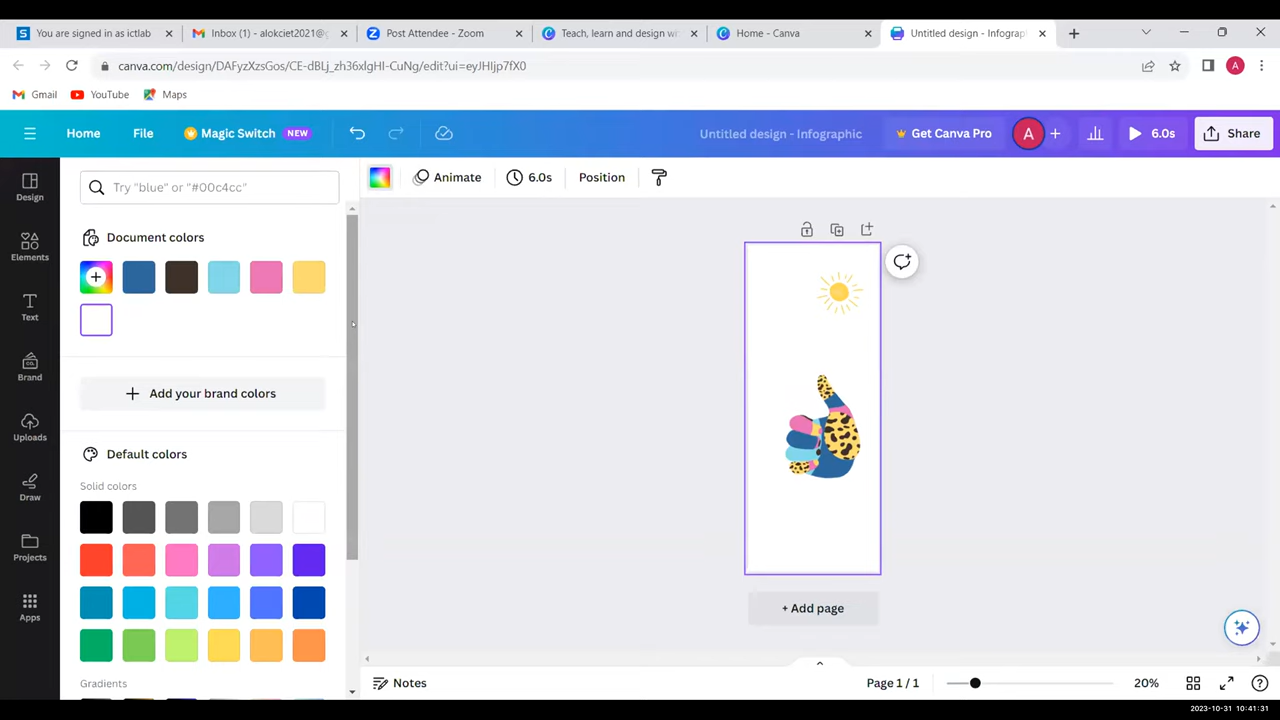 You are signed in as ictlab
Inbox (1) - alokciet2021@g
Post Attendee - Zoom
Teach, learn and design wi
Home - Canva
Untitled design - Infographi
canva.com/design/DAFyzXzsGos/CE-dBLj_zh36xIgHI-CuNg/edit?ui=eyJHIjp7fX0
A
Gmail
YouTube
Maps
Home
File
Magic Switch
NEW
Untitled design - Infographic
Get Canva Pro
A
6.0s
Share
Design
Elements
Text
Brand
Uploads
Draw
Projects
Apps
Try "blue" or "#00c4cc"
Animate
6.0s
Position
Document colors
Add your brand colors
Default colors
Solid colors
Gradients
+ Add page
Notes
Page 1 / 1
20%
2023-10-31 10:41:31